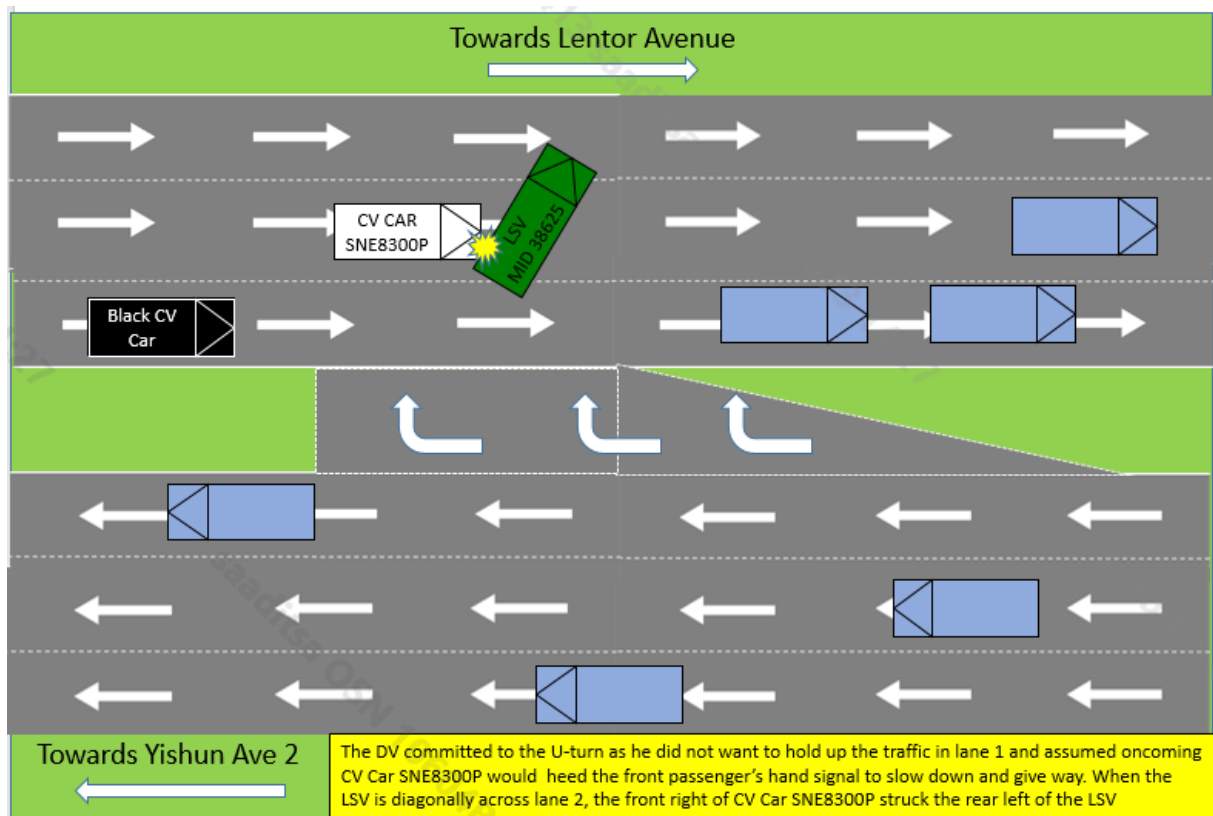 Towards Lentor Avenue
CV CAR
SNE8300P
LSV
MID 38625
Black CV
Car
Towards Yishun Ave 2
The DV committed to the U-turn as he did not want to hold up the traffic in lane 1 and assumed oncoming
CV Car SNE8300P would heed the front passenger's hand signal to slow down and give way. When the
LSV is diagonally across lane 2, the front right of CV Car SNE8300P struck the rear left of the LSV